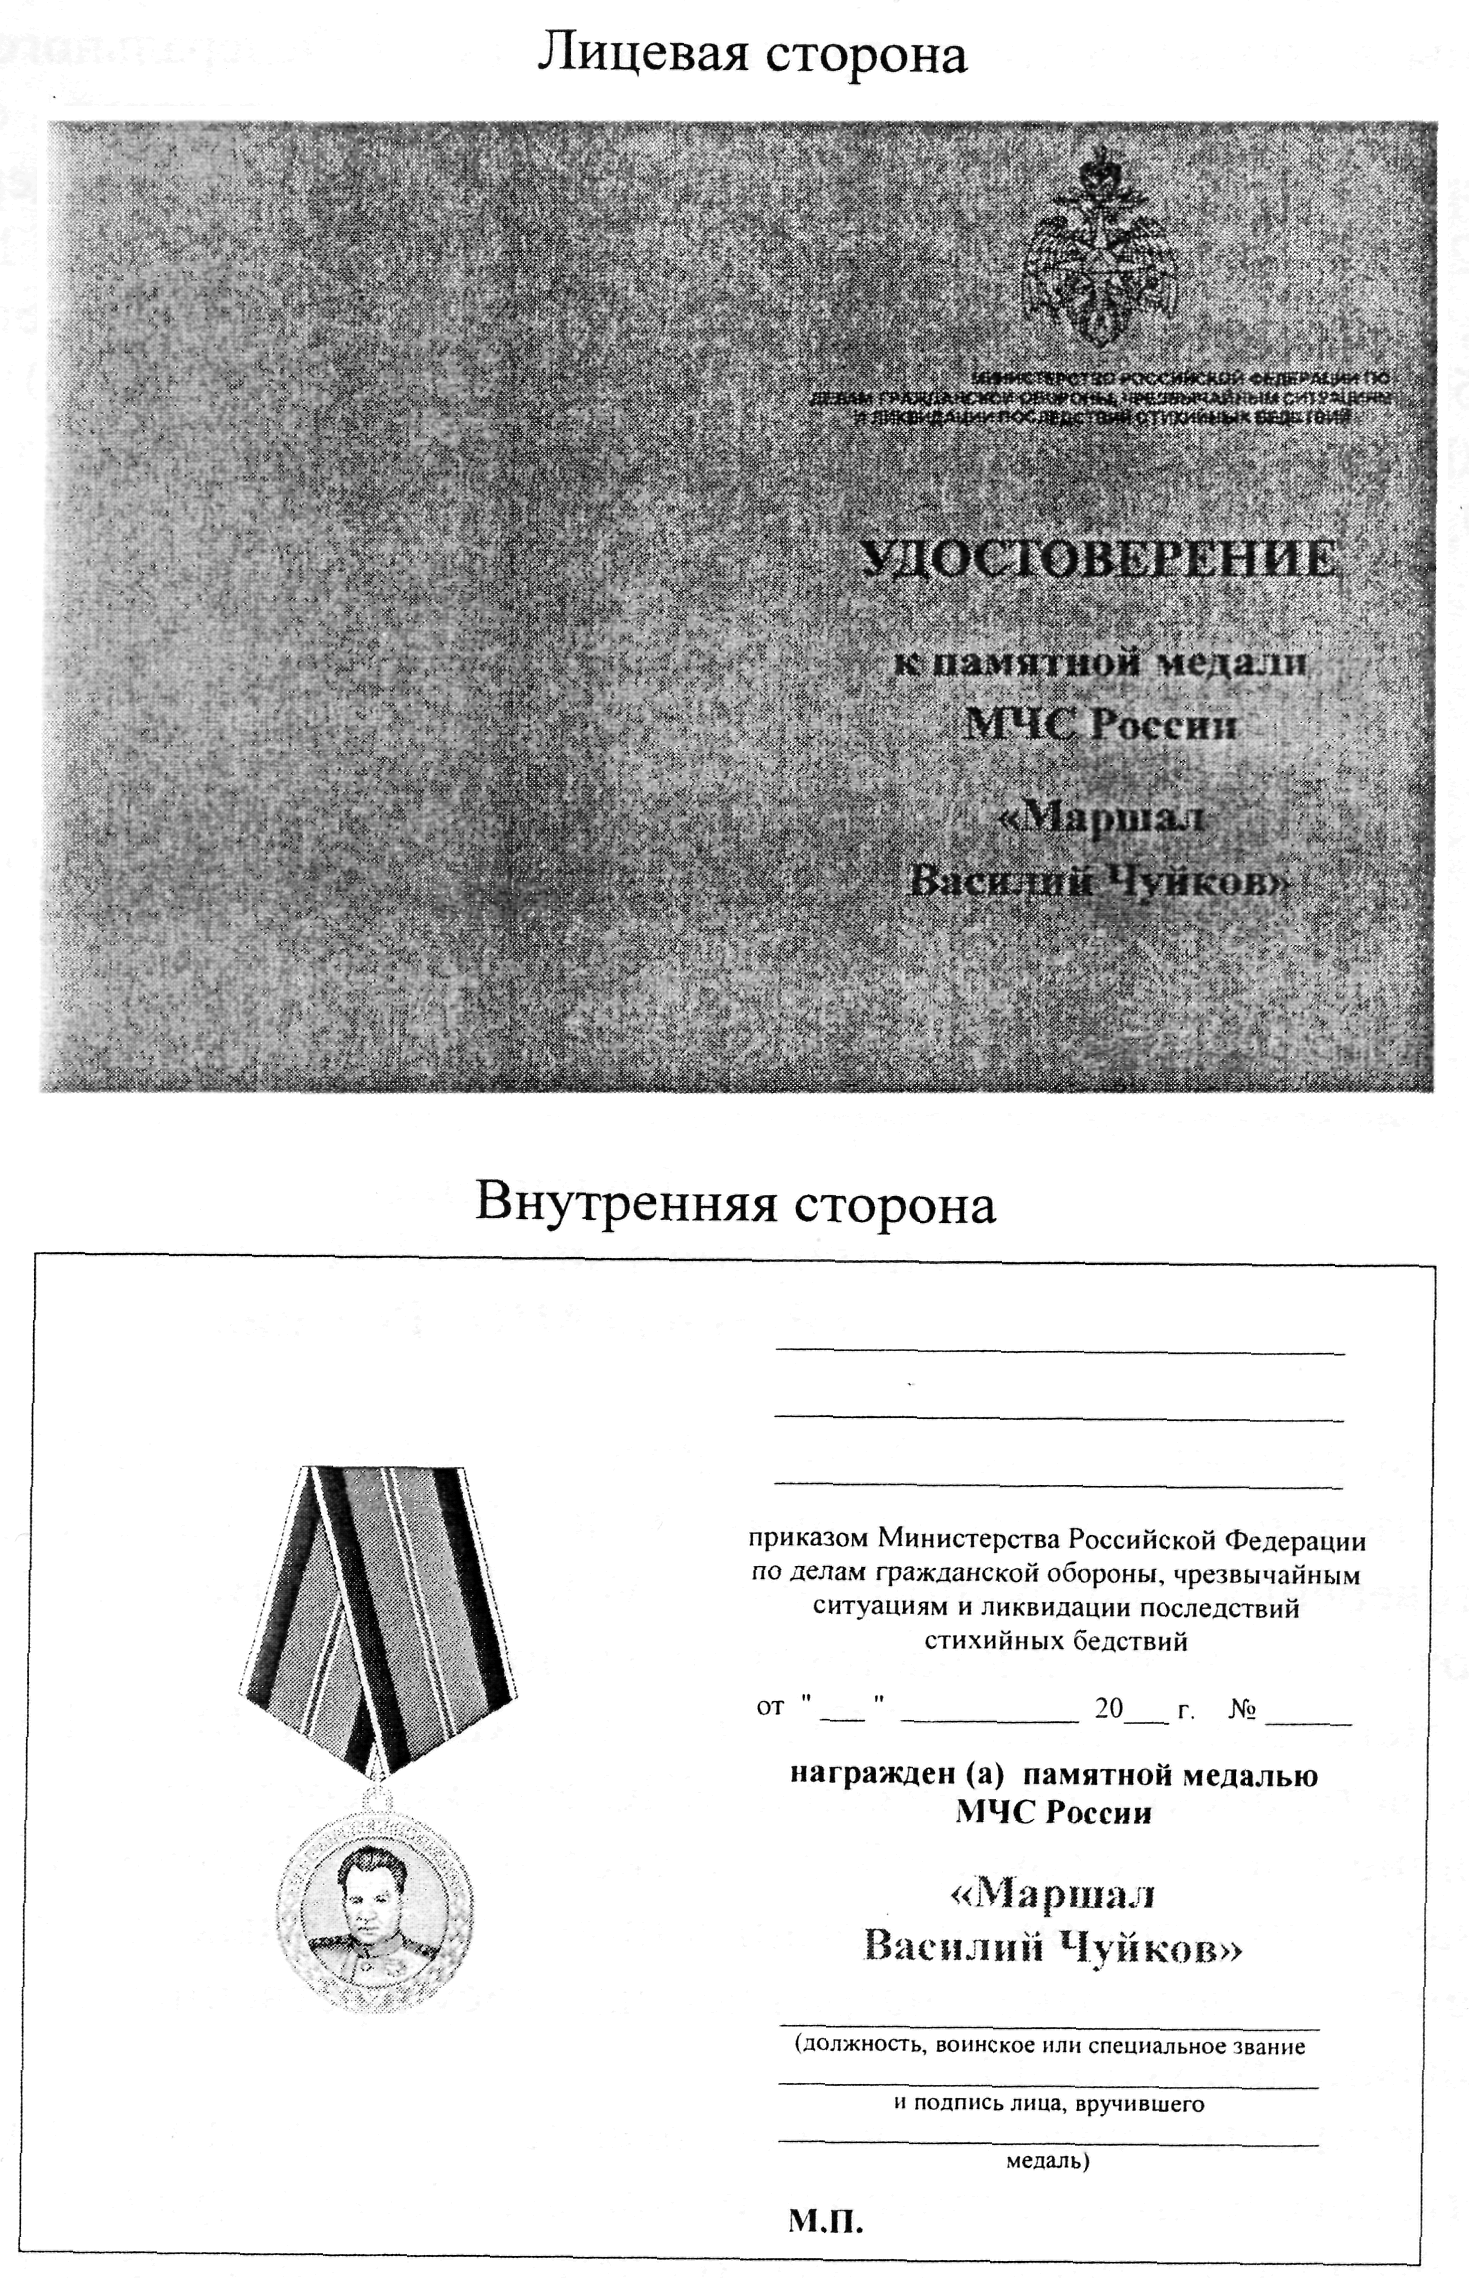 Лицевая сторона
МИНИСТЕРСТВО РОССИЙСКОЙ ФЕДЕРАЦИИ ПО
ДЕЛАМ ГРАЖДАНСКОЙ ОБОРОНЫ, ЧРЕЗВЫЧАЙНЫМ СИТУАЦИЯМ
И ЛИКВИДАЦИИ ПОСЛЕДСТВИЙ СТИХИЙНЫХ БЕДСТВИЙ
УДОСТОВЕРЕНИЕ
к памятной медали
МЧС России
«Маршал
Василий Чуйков»
Внутренняя сторона
приказом Министерства Российской Федерации
по делам гражданской обороны, чрезвычайным
ситуациям и ликвидации последствий
стихийных бедствий
от " ___ " ____________ 20___ г. № ______
награжден (а) памятной медалью
МЧС России
«Маршал
Василий Чуйков»
(должность, воинское или специальное звание
и подпись лица, вручившего
медаль)
М.П.